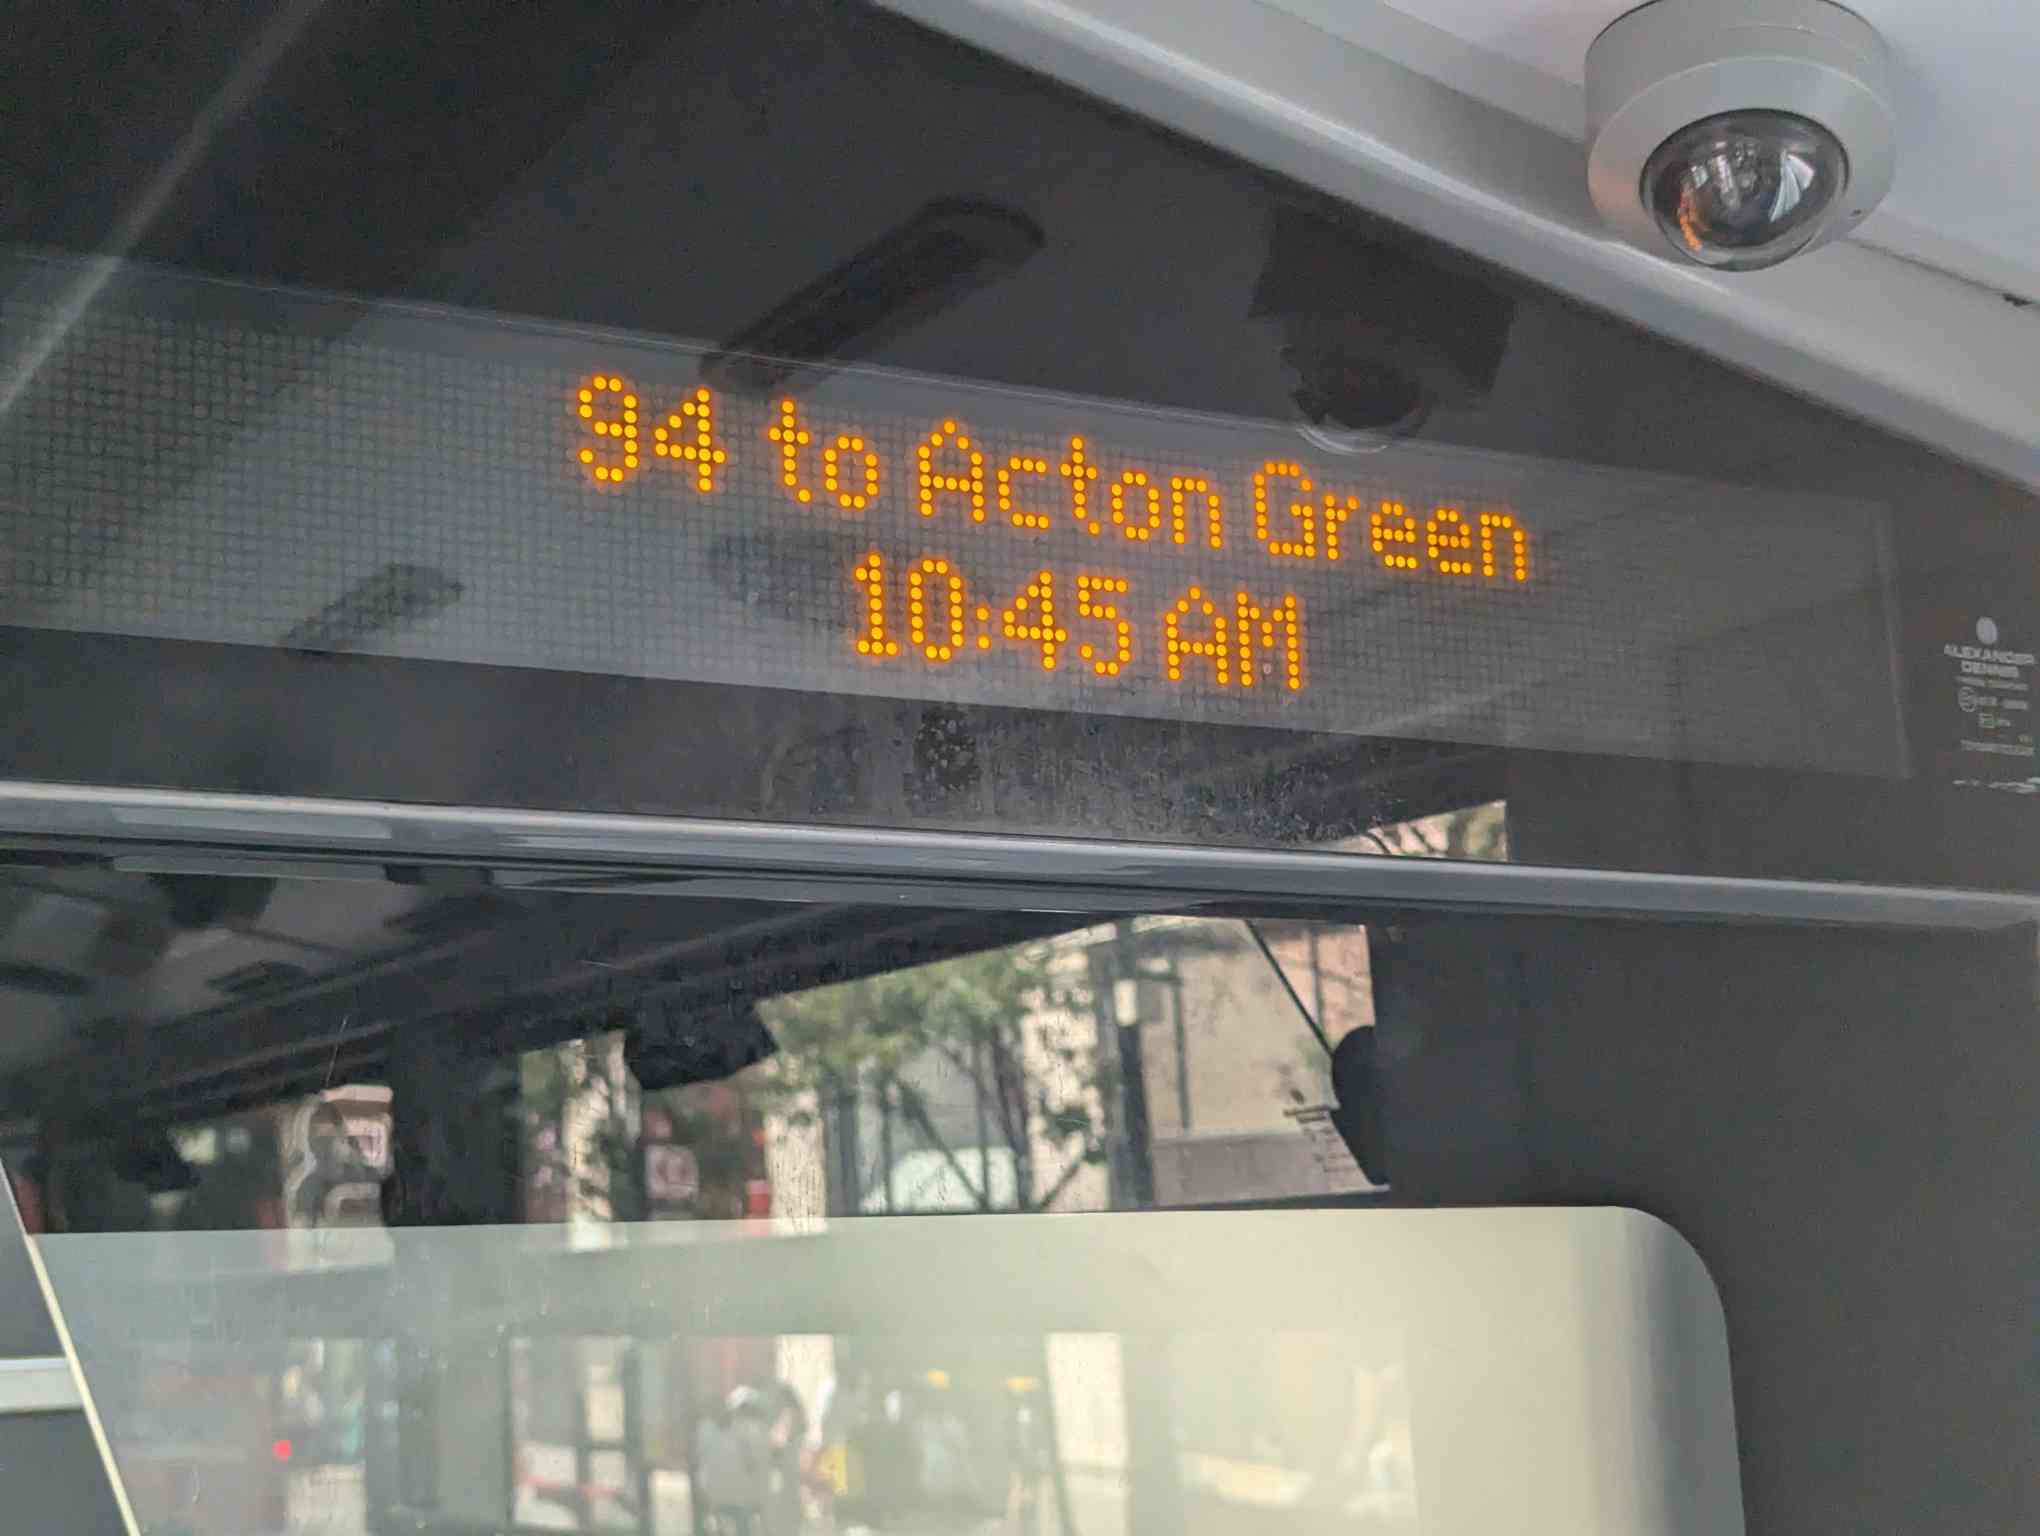 94 to Acton Green
10:45 AM
ALEXANDER
DENNIS